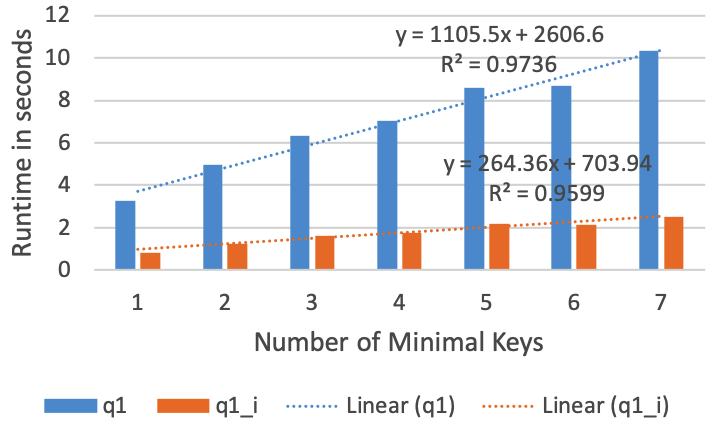 12
10
8
6
4
2
0
Runtime in seconds
y = 1105.5x + 2606.6
R² = 0.9736
y = 264.36x + 703.94
R² = 0.9599
1 2 3 4 5 6 7
Number of Minimal Keys
q1 q1_i Linear (q1) Linear (q1_i)